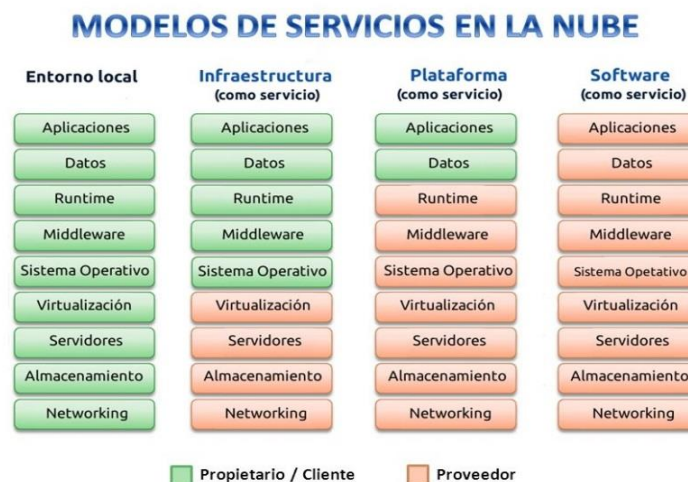 MODELOS DE SERVICIOS EN LA NUBE
Entorno local
Infraestructura
(como servicio)
Plataforma
(como servicio)
Software
(como servicio)
Aplicaciones Aplicaciones Aplicaciones Aplicaciones
Datos Datos Datos Datos
Runtime Runtime Runtime Runtime
Middleware Middleware Middleware Middleware
Sistema Operativo Sistema Operativo Sistema Operativo Sistema Opetativo
Virtualización Virtualización Virtualización Virtualización
Servidores Servidores Servidores Servidores
Almacenamiento Almacenamiento Almacenamiento Almacenamiento
Networking Networking Networking Networking
Propietario / Cliente Proveedor